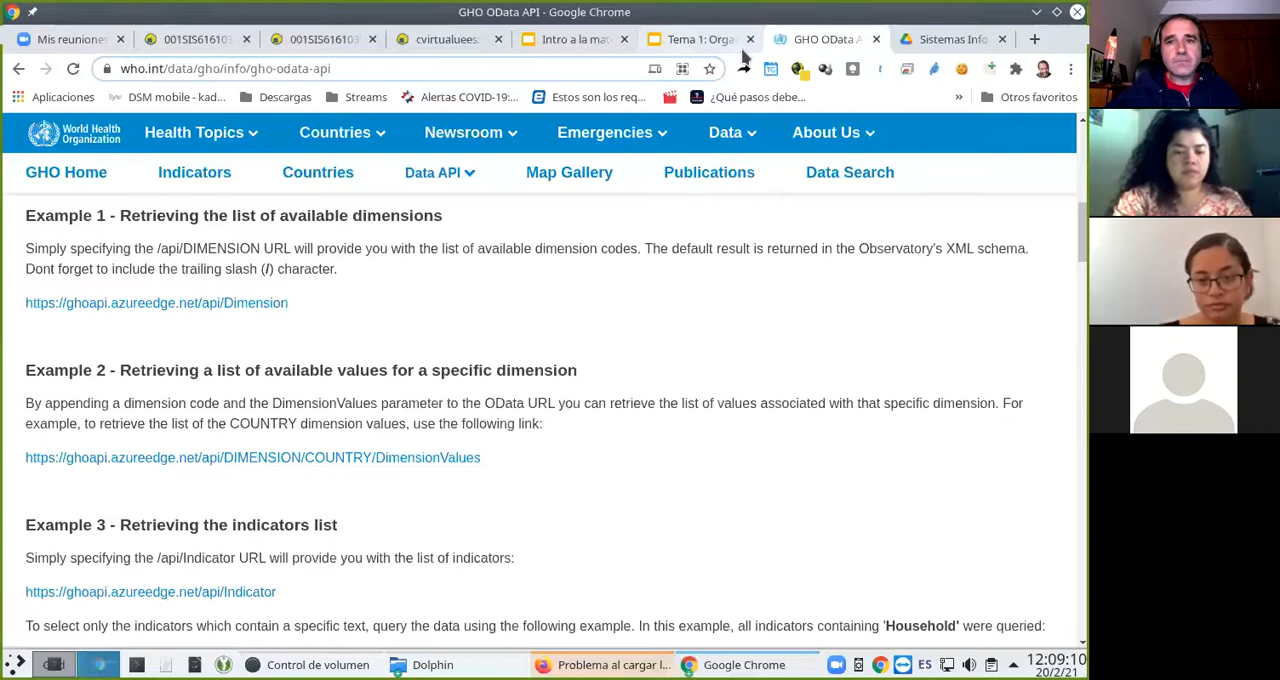 GHO OData API - Google Chrome
Mis reuniones
001SIS616103
001SIS616103
cvirtualuees
Intro a la mat
Tema 1: Orga
GHO OData A
Sistemas Info
who.int/data/gho/info/gho-odata-api
Aplicaciones
DSM mobile - kad...
Descargas
Streams
Alertas COVID-19:...
Estos son los req...
¿Qué pasos debe...
»
Otros favoritos
World Health Organization
Health Topics
Countries
Newsroom
Emergencies
Data
About Us
GHO Home
Indicators
Countries
Data API
Map Gallery
Publications
Data Search
Example 1 - Retrieving the list of available dimensions
Simply specifying the /api/DIMENSION URL will provide you with the list of available dimension codes. The default result is returned in the Observatory's XML schema.
Dont forget to include the trailing slash (/) character.
https://ghoapi.azureedge.net/api/Dimension
Example 2 - Retrieving a list of available values for a specific dimension
By appending a dimension code and the DimensionValues parameter to the OData URL you can retrieve the list of values associated with that specific dimension. For
example, to retrieve the list of the COUNTRY dimension values, use the following link:
https://ghoapi.azureedge.net/api/DIMENSION/COUNTRY/DimensionValues
Example 3 - Retrieving the indicators list
Simply specifying the /api/Indicator URL will provide you with the list of indicators:
https://ghoapi.azureedge.net/api/Indicator
To select only the indicators which contain a specific text, query the data using the following example. In this example, all indicators containing 'Household' were queried:
Control de volumen
Dolphin
Problema al cargar l...
Google Chrome
ES
12:09:10
20/2/21